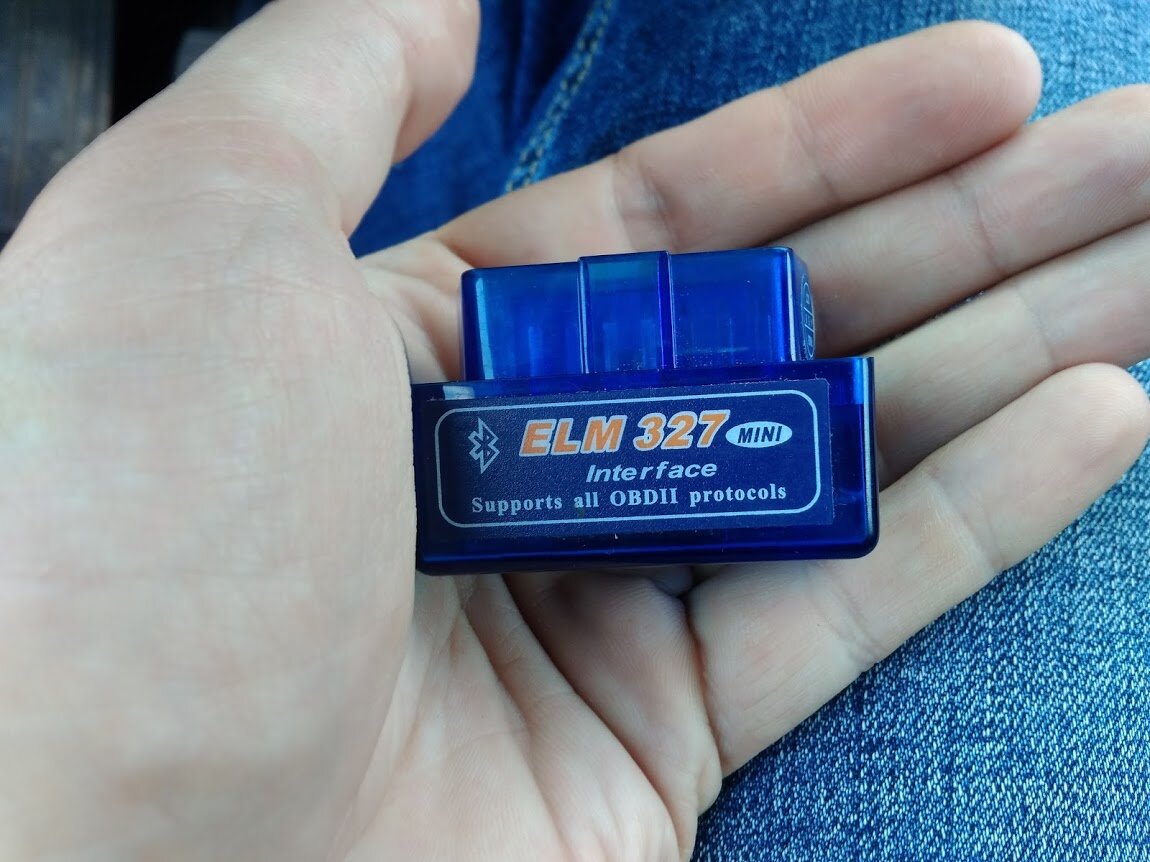 ELM 327 MINI
Interface
Supports all OBDII protocols